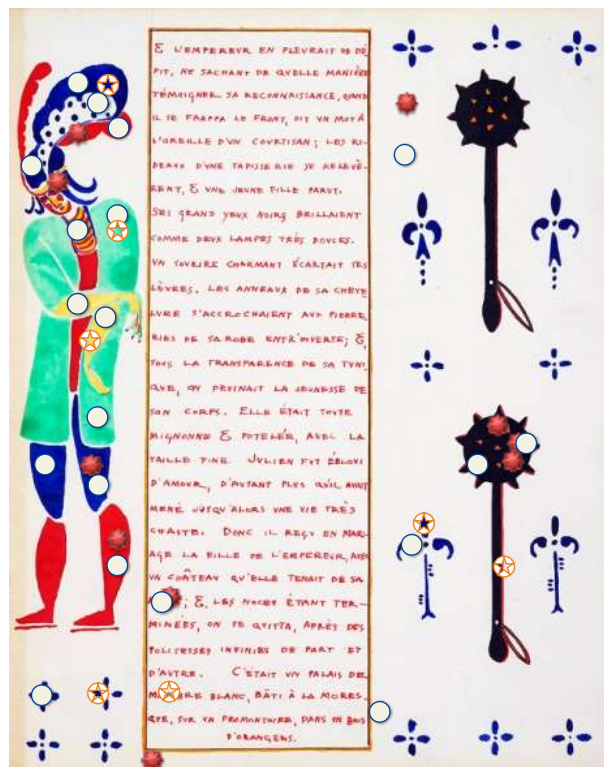 & L'EMPEREUR EN PLEURAIT DE DÉ
PIT, NE SACHANT DE QUELLE MANIÈRE
TÉMOIGNER SA RECONNAISSANCE, QUAND
IL SE FRAPPA LE FRONT, DIT UN MOT À
L'OREILLE D'UN COURTISAN ; LES RI-
DEAUX D'UNE TAPISSERIE SE RELEVÈ-
RENT, & UNE JEUNE FILLE PARUT.
SES GRAND YEUX NOIRS BRILLAIENT
COMME DEUX LAMPES TRÈS DOUCES.
UN SOURIRE CHARMANT ÉCARTAIT SES
LÈVRES. LES ANNEAUX DE SA CHEVE
LURE S'ACCROCHAIENT AUX PIERRE
RIES DE SA ROBE ENTR'OUVERTE ; &,
SOUS LA TRANSPARENCE DE SA TUNI-
QUE, ON DEVINAIT LA JEUNESSE DE
SON CORPS. ELLE ÉTAIT TOUTE
MIGNONNE & POTELÉE, AVEC LA
TAILLE FINE. JULIEN FUT ÉBLOUI
D'AMOUR, D'AUTANT PLUS QU'IL AVAIT
MENÉ JUSQU'ALORS UNE VIE TRÈS
CHASTE. DONC IL REÇU EN MAR-
AGE LA FILLE DE L'EMPEREUR, AVEC
UN CHÂTEAU QU'ELLE TENAIT DE SA
; &, LES NOCES ÉTANT TER-
MINÉES, ON SE QUITTA, APRÈS DES
POLITESSES INFINIES DE PART ET
D'AUTRE. C'ÉTAIT UN PALAIS DE
BLANC, BÂTI À LA MORES-
QUE, SUR UN PROMONTOIRE, DANS UN BOIS
D'ORANGERS.